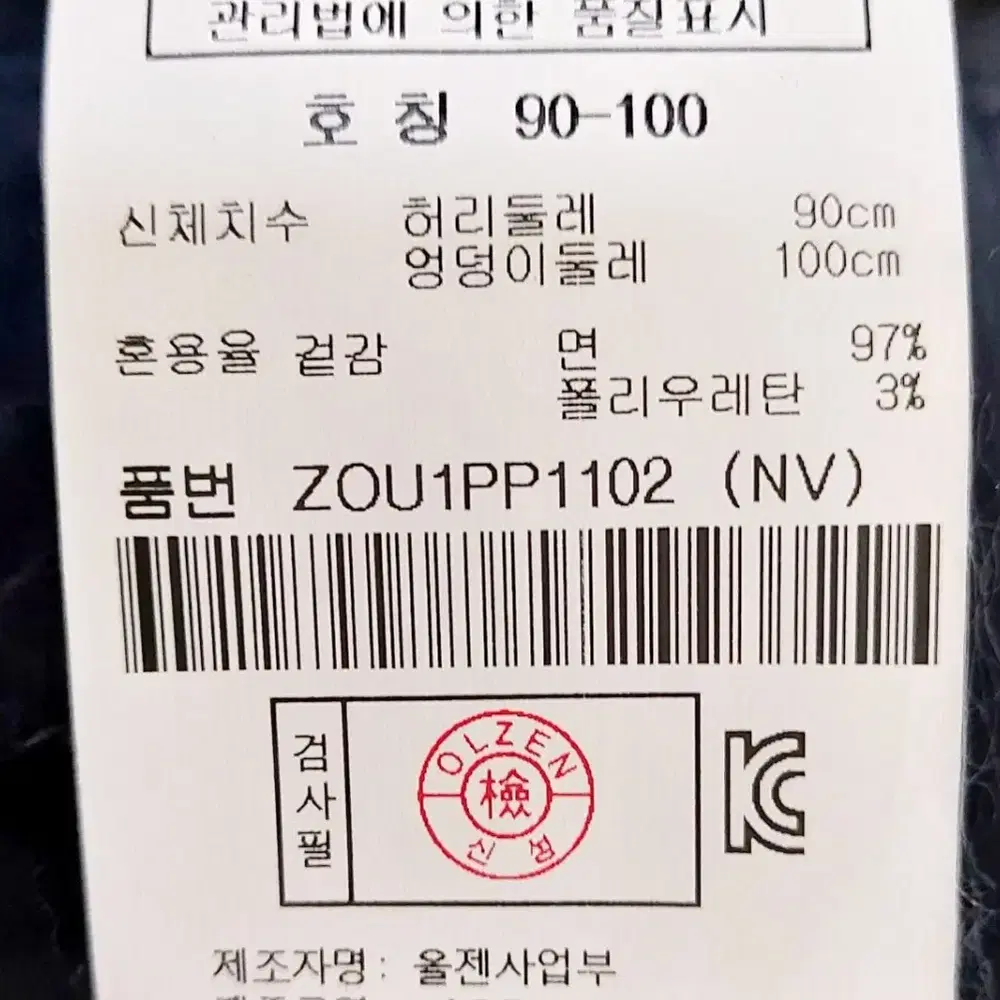 관리법에 의한 품질표시
호 칭 90-100
신체치수 허리둘레 90cm
엉덩이둘레 100cm
혼용율 겉감 면 97%
폴리우레탄 3%
품번 ZOU1PP1102 (NV)
검사필
OLZEN
檢
신성
제조자명: 올젠사업부